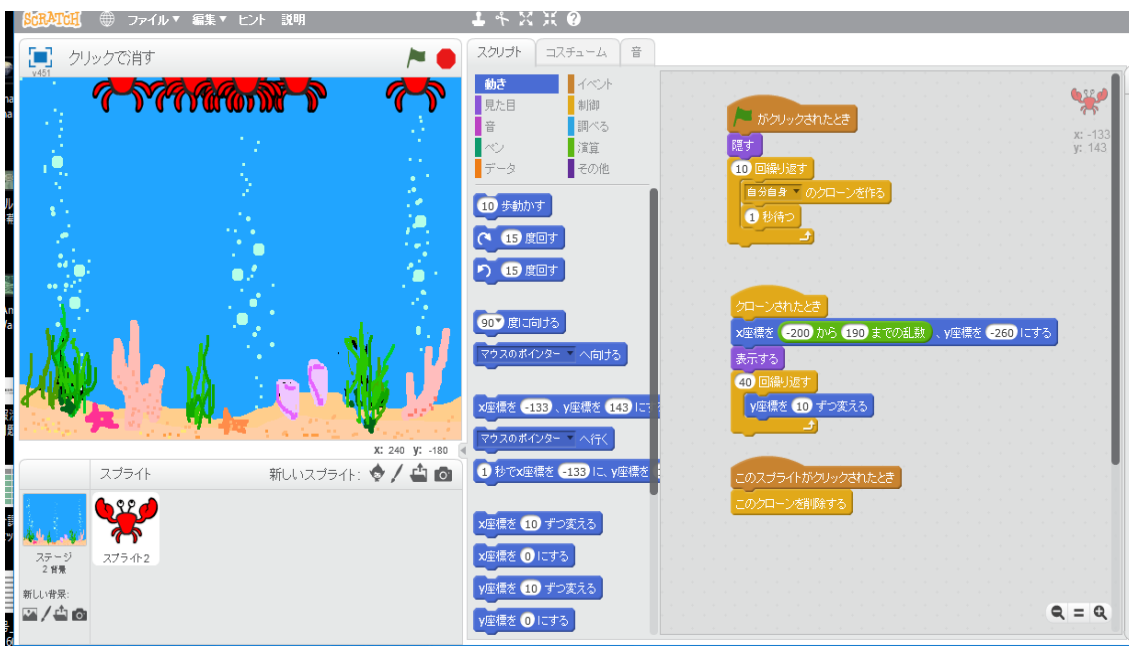 SCRATCH ファイル▼ 編集▼ ヒント 説明
クリックで消す
v451
スクリプト コスチューム 音
動き イベント
見た目 制御
音 調べる
ペン 演算
データ その他
10 歩動かす
15 度回す
15 度回す
90▼ 度に向ける
マウスのポインター へ向ける
x座標を -133 、y座標を 143 に
マウスのポインター へ行く
1 秒でx座標を -133 に、y座標を
x座標を 10 ずつ変える
x座標を 0 にする
y座標を 10 ずつ変える
y座標を 0 にする
がクリックされたとき
隠す
10 回繰り返す
自分自身 のクローンを作る
1 秒待つ
クローンされたとき
x座標を -200 から 190 までの乱数 、y座標を -260 にする
表示する
40 回繰り返す
y座標を 10 ずつ変える
このスプライトがクリックされたとき
このクローンを削除する
x: -133
y: 143
x: 240 y: -180
スプライト 新しいスプライト:
ステージ
2 背景
スプライト2
新しい背景: